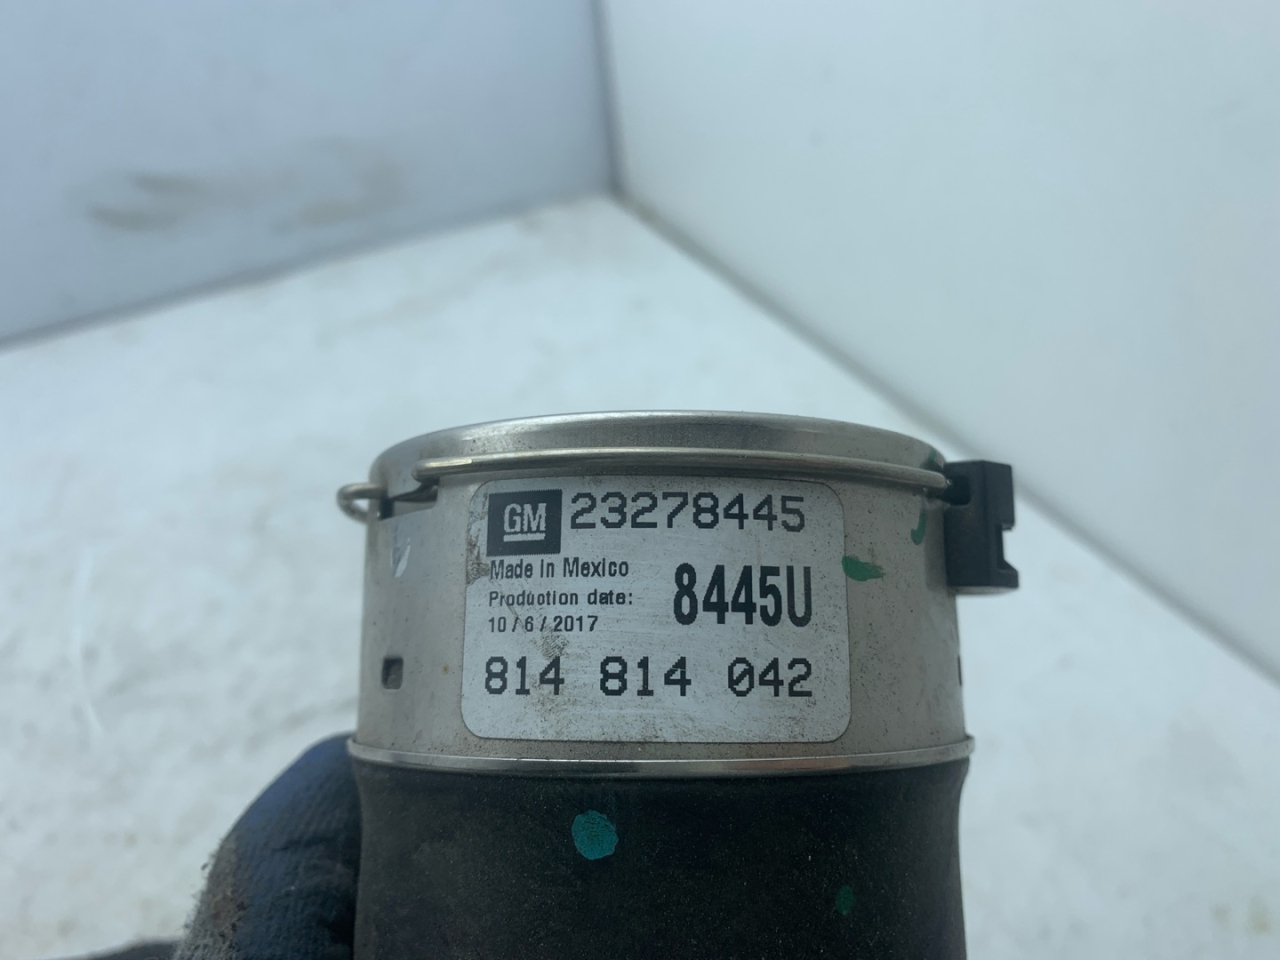 GM 23278445
Made in Mexico
Production date:
10/6/2017
8445U
814 814 042